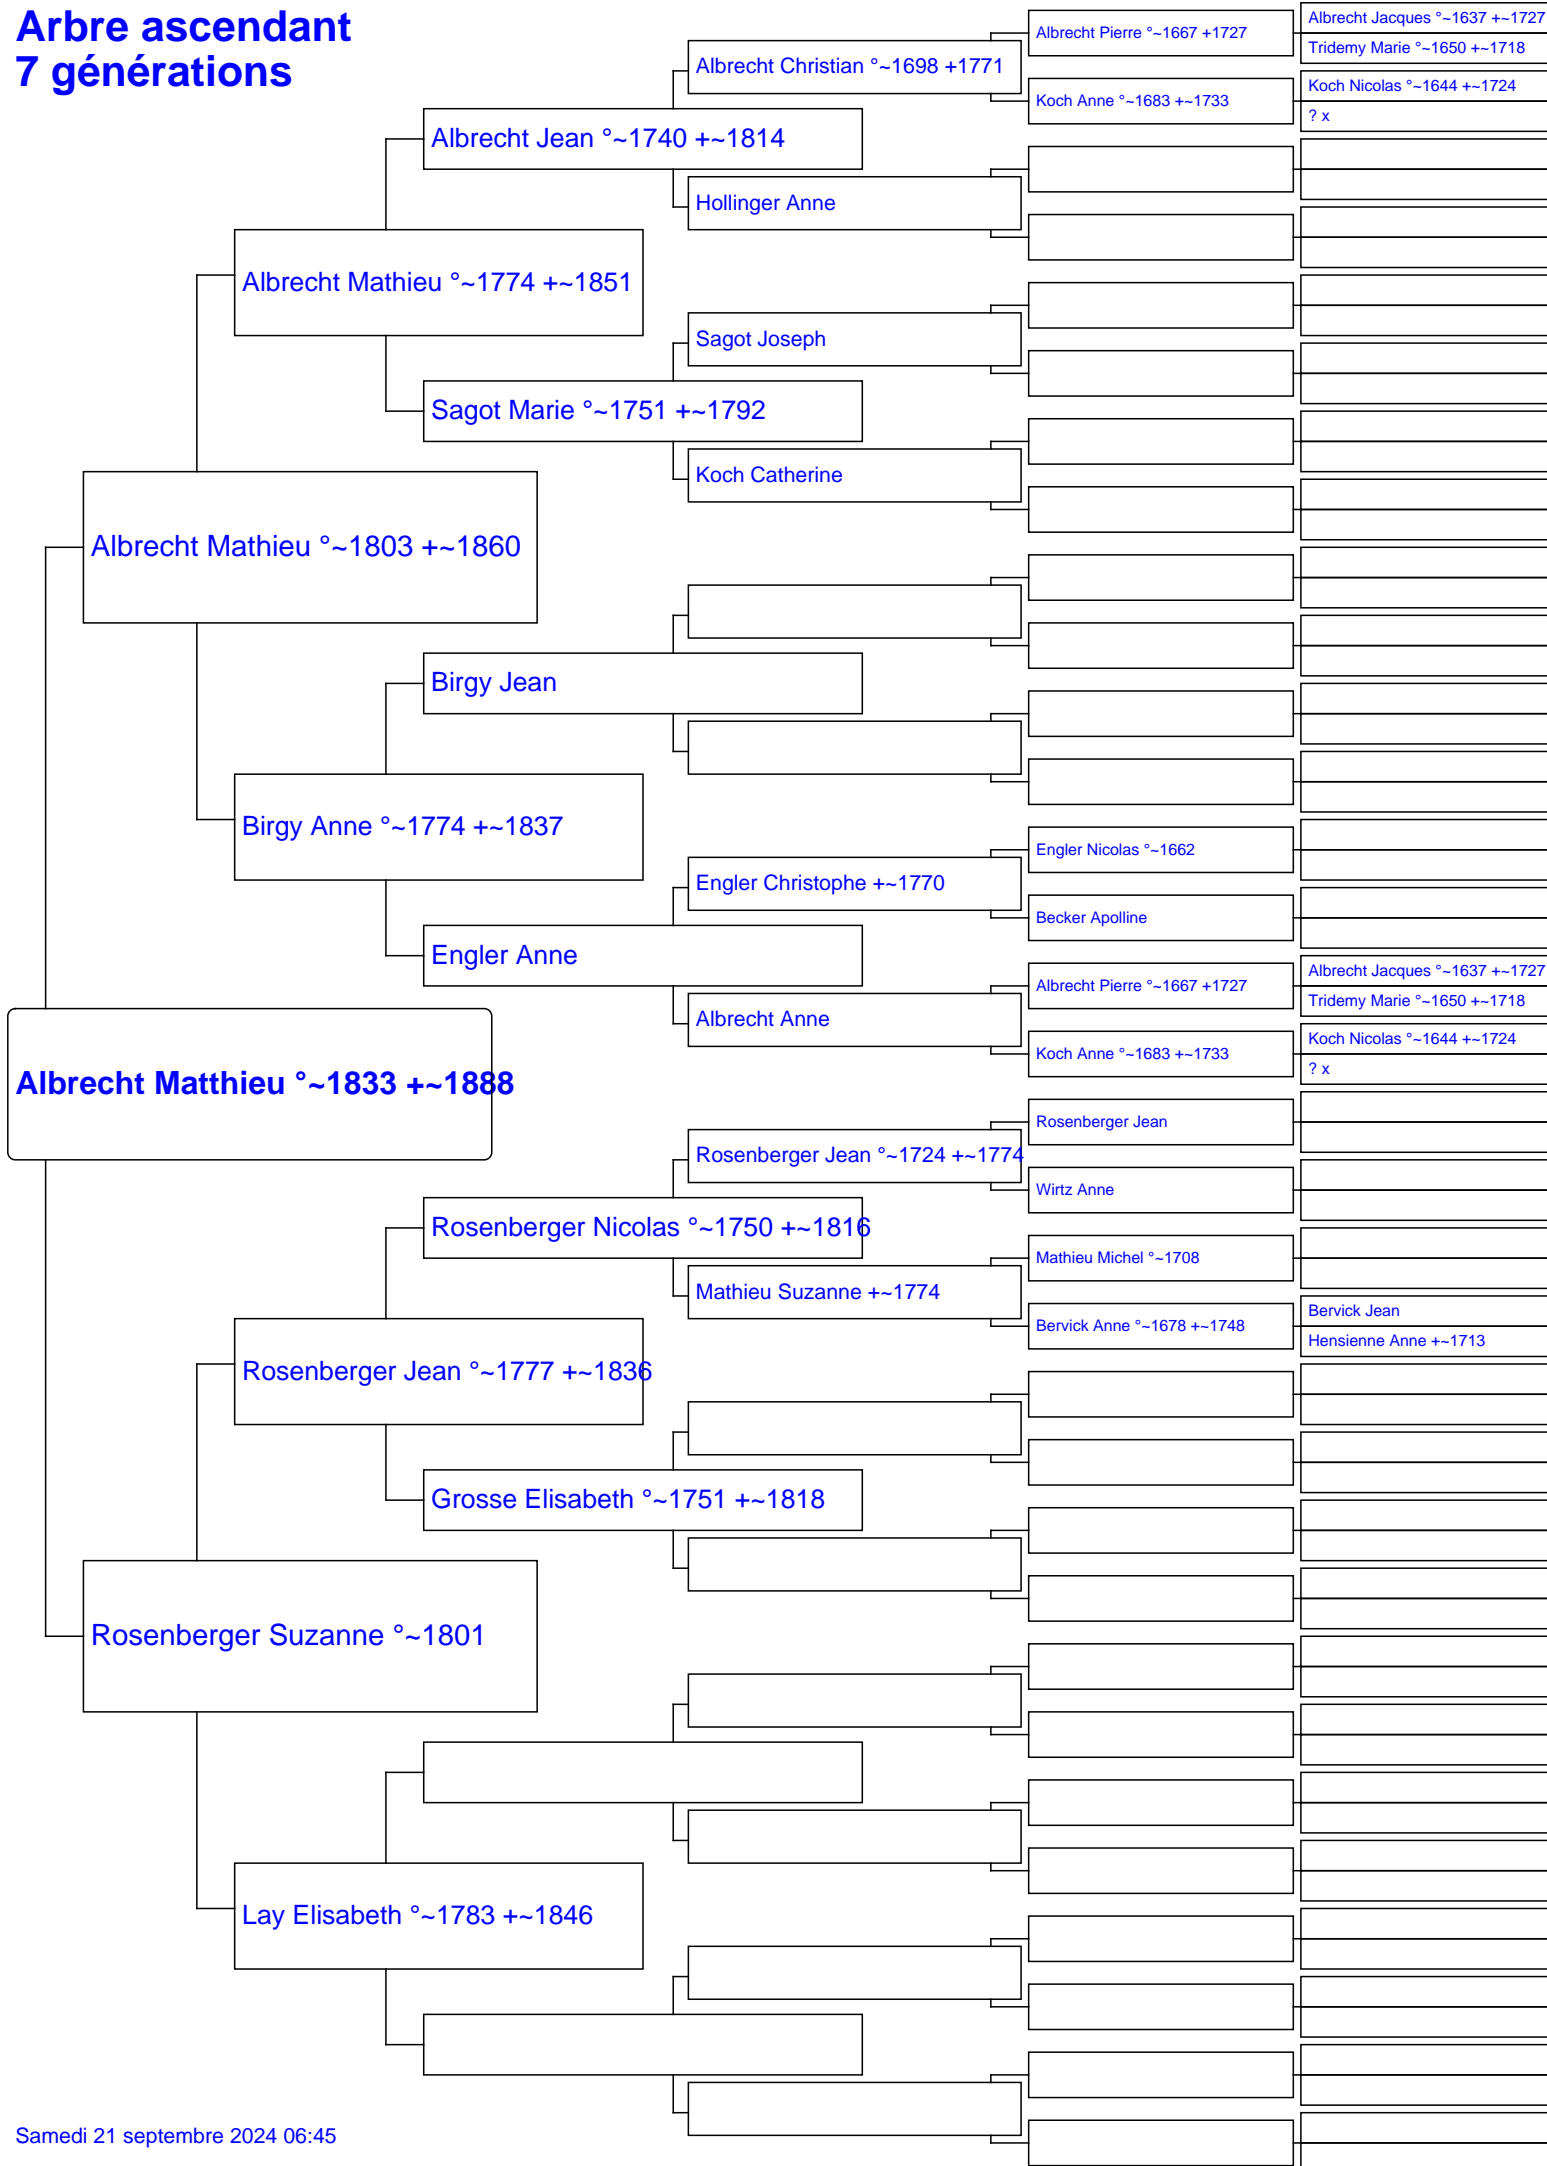 Arbre ascendant
7 générations
Albrecht Jacques °~1637 +~1727
Albrecht Pierre °~1667 +1727
Tridemy Marie °~1650 +~1718
Albrecht Christian °~1698 +1771
Koch Nicolas °~1644 +~1724
Koch Anne °~1683 +~1733
? x
Albrecht Jean °~1740 +~1814
Hollinger Anne
Albrecht Mathieu °~1774 +~1851
Sagot Joseph
Sagot Marie °~1751 +~1792
Koch Catherine
Albrecht Mathieu °~1803 +~1860
Birgy Jean
Birgy Anne °~1774 +~1837
Engler Nicolas °~1662
Engler Christophe +~1770
Becker Apolline
Engler Anne
Albrecht Jacques °~1637 +~1727
Albrecht Pierre °~1667 +1727
Tridemy Marie °~1650 +~1718
Albrecht Anne
Koch Nicolas °~1644 +~1724
Koch Anne °~1683 +~1733
? x
Albrecht Matthieu °~1833 +~1888
Rosenberger Jean
Rosenberger Jean °~1724 +~1774
Wirtz Anne
Rosenberger Nicolas °~1750 +~1816
Mathieu Michel °~1708
Mathieu Suzanne +~1774
Bervick Jean
Bervick Anne °~1678 +~1748
Hensienne Anne +~1713
Rosenberger Jean °~1777 +~1836
Grosse Elisabeth °~1751 +~1818
Rosenberger Suzanne °~1801
Lay Elisabeth °~1783 +~1846
Samedi 21 septembre 2024 06:45